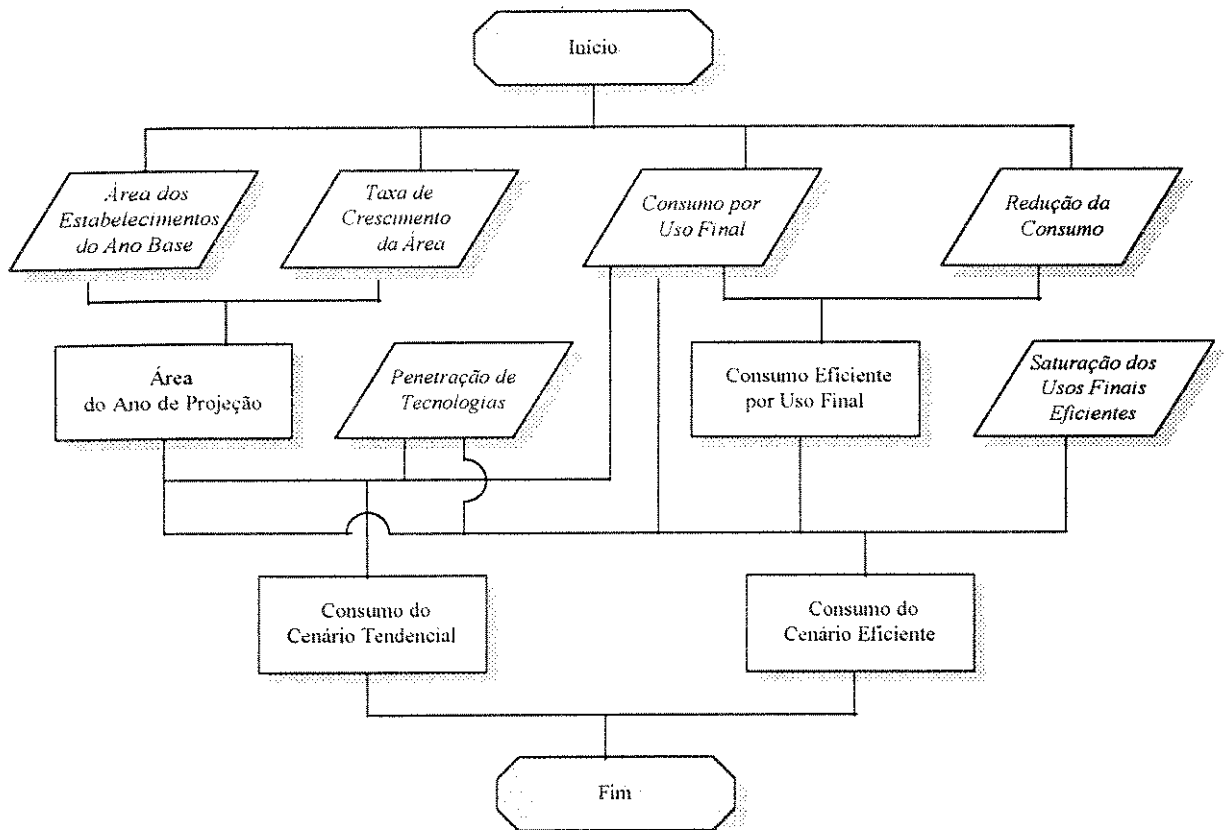 Início
Área dos
Estabelecimentos
do Ano Base
Taxa de
Crescimento
da Área
Consumo por
Uso Final
Redução da
Consumo
Área
do Ano de Projeção
Penetração de
Tecnologias
Consumo Eficiente
por Uso Final
Saturação dos
Usos Finais
Eficientes
Consumo do
Cenário Tendencial
Consumo do
Cenário Eficiente
Fim